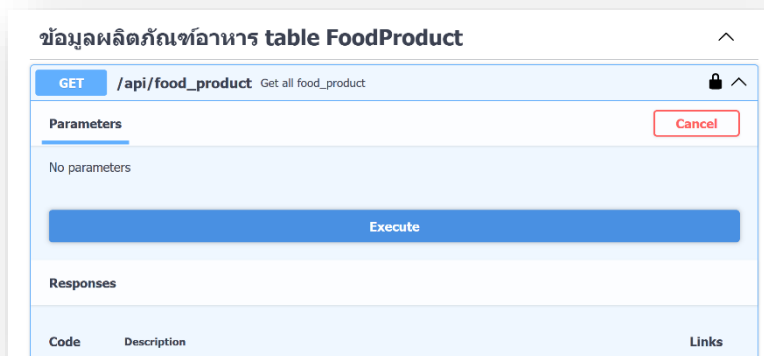 ข้อมูลผลิตภัณฑ์อาหาร table FoodProduct
GET /api/food_product Get all food_product
Parameters Cancel
No parameters
Execute
Responses
Code Description Links